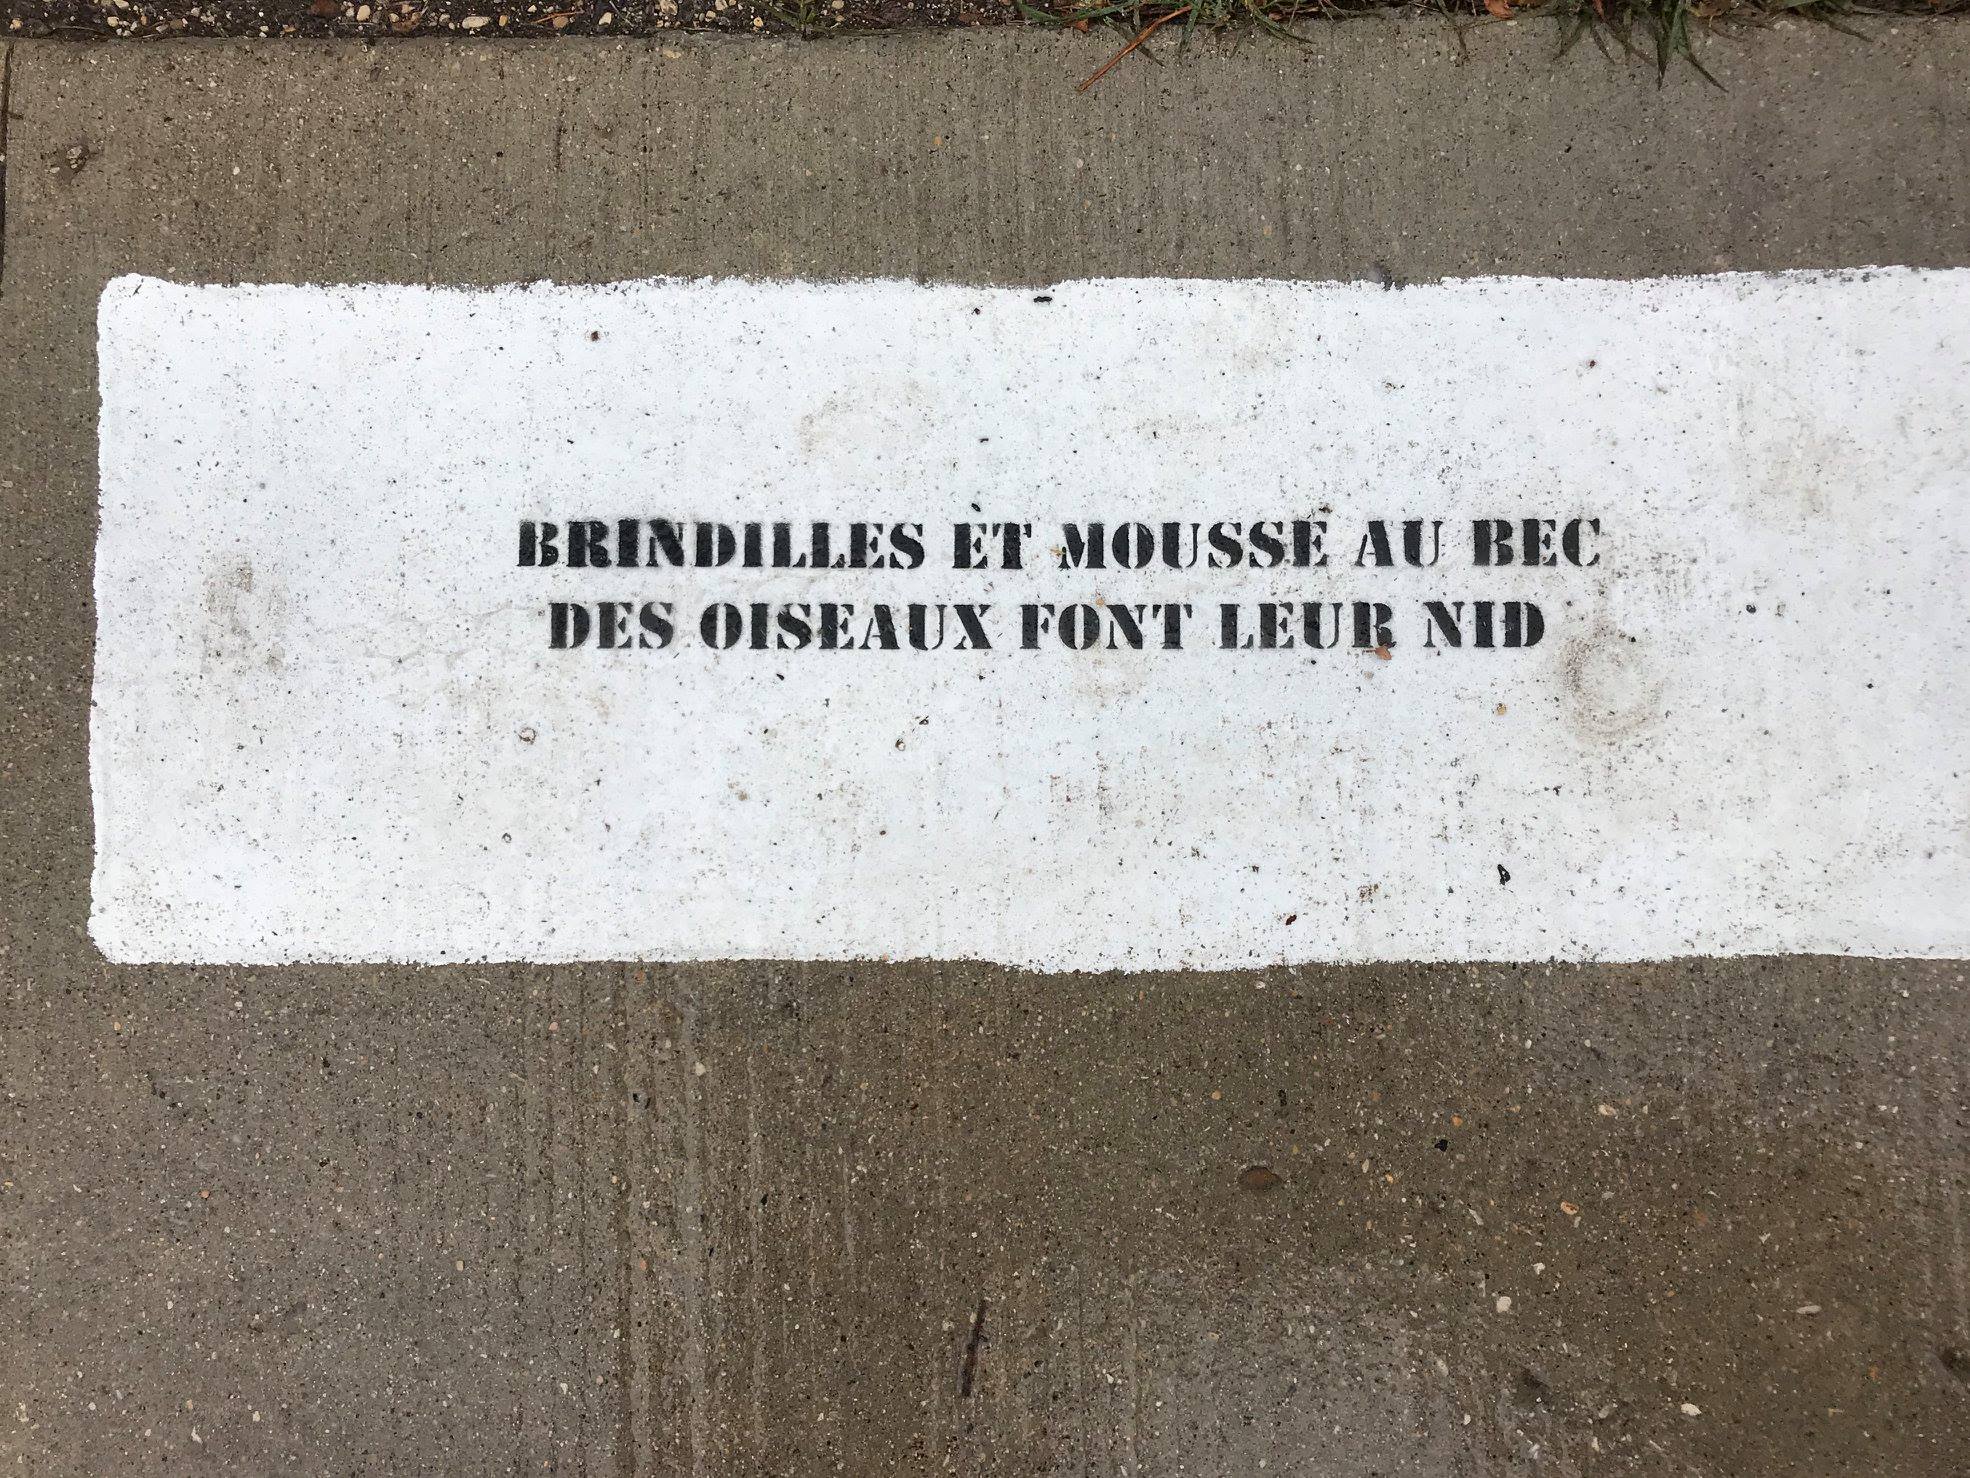 BRINDILLES ET MOUSSE AU BEC
DES OISEAUX FONT LEUR NID